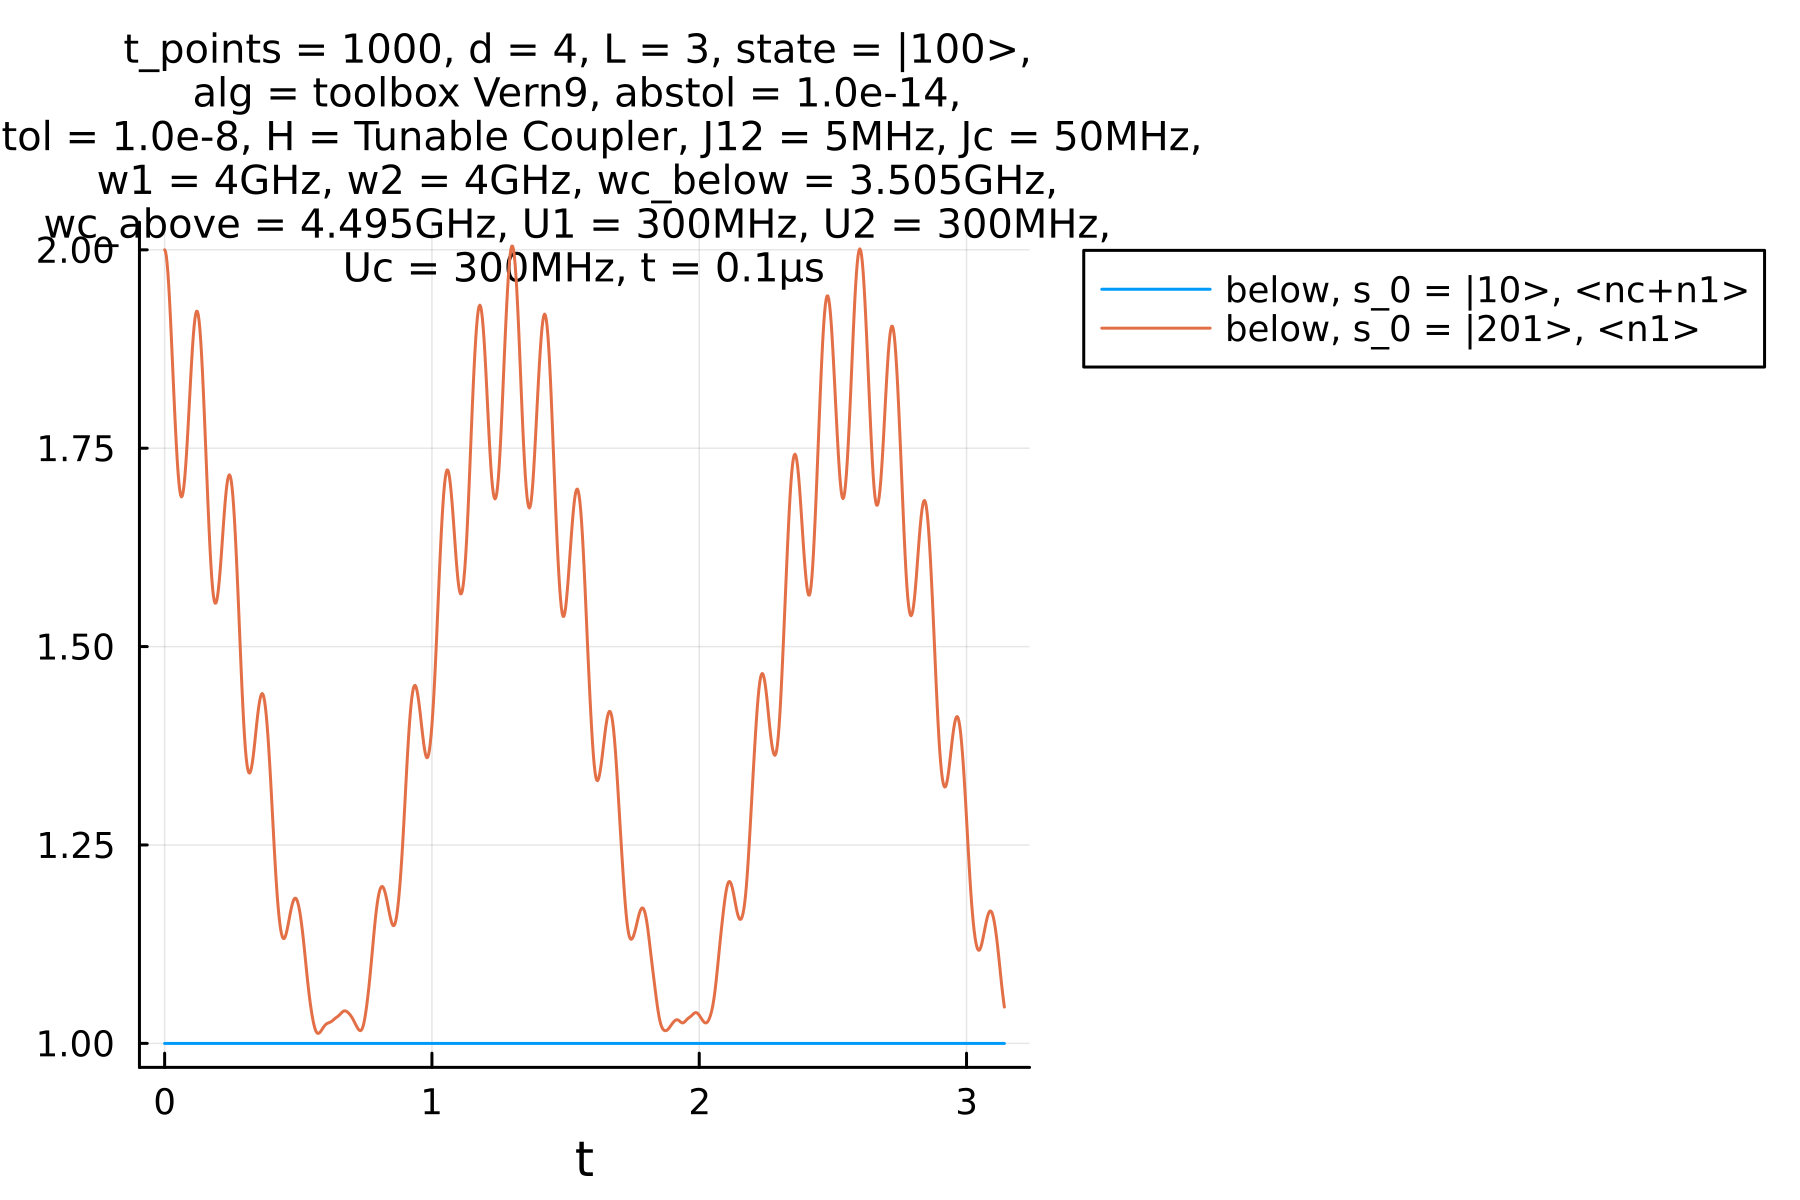 t_points = 1000, d = 4, L = 3, state = |100>,
alg = toolbox Vern9, abstol = 1.0e-14,
tol = 1.0e-8, H = Tunable Coupler, J12 = 5MHz, Jc = 50MHz,
w1 = 4GHz, w2 = 4GHz, wc_below = 3.505GHz,
wc_above = 4.495GHz, U1 = 300MHz, U2 = 300MHz,
Uc = 300MHz, t = 0.1μs
below, s_0 = |10>, <nc+n1>
below, s_0 = |201>, <n1>
2.00
1.75
1.50
1.25
1.00
0 1 2 3
t